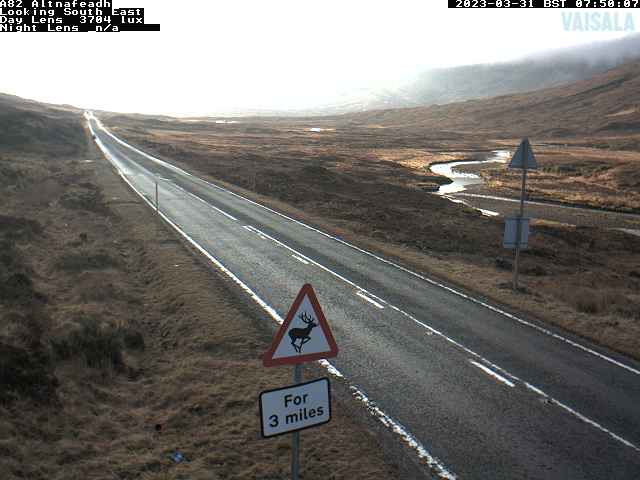 A82 Altnafeadh
Looking South East
Day Lens 3704 lux
Night Lens n/a
2023-03-31 BST 07:50:07
VAISALA
For
3 miles